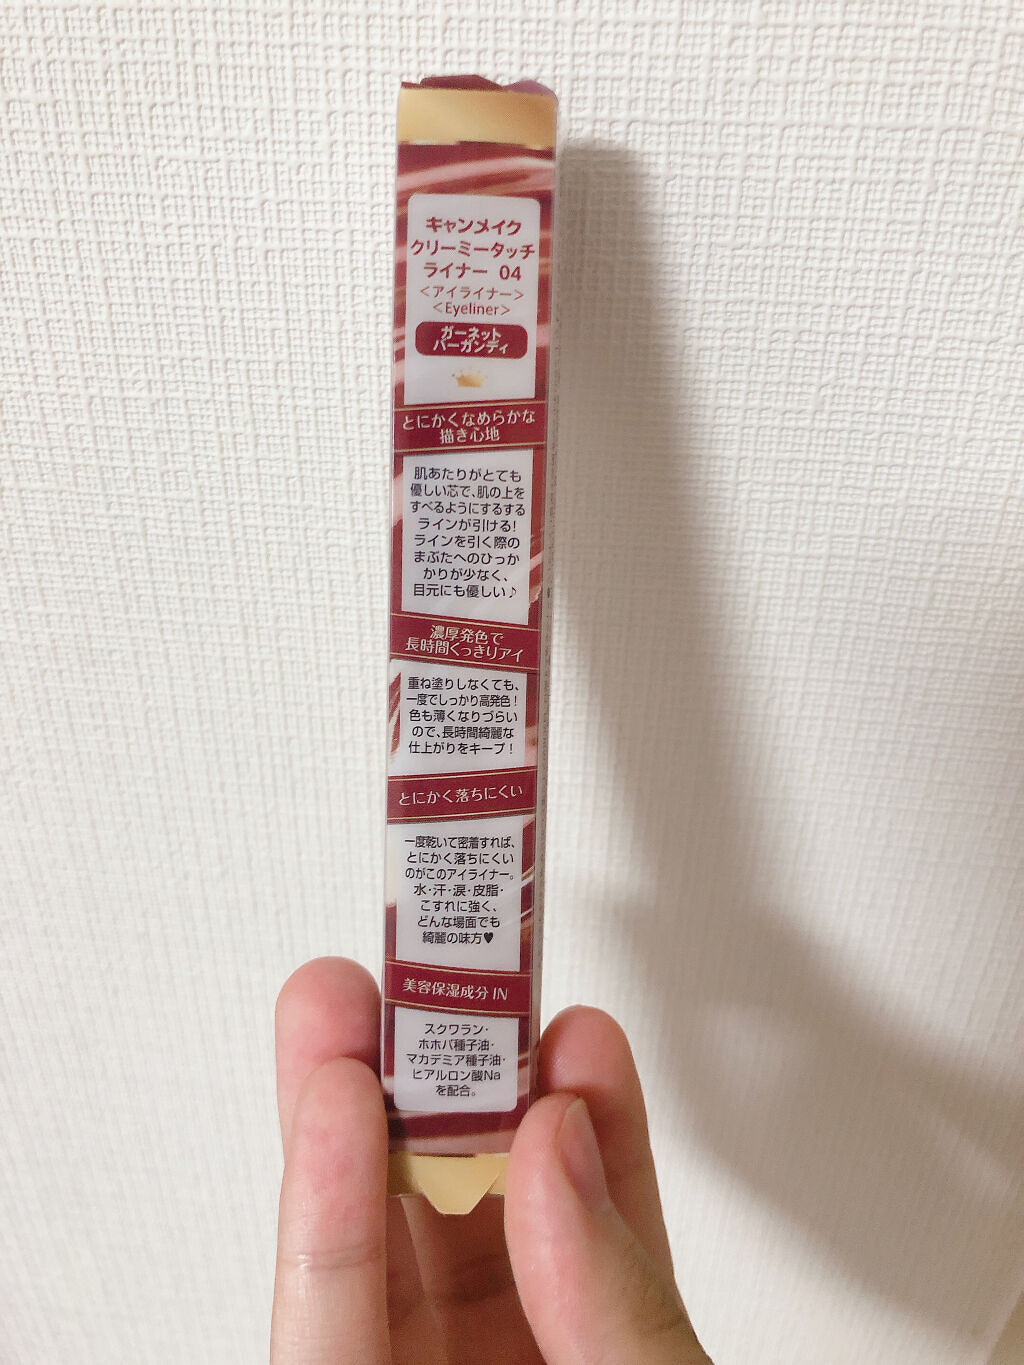 キャンメイク
クリーミータッチ
ライナー 04
＜アイライナー＞
＜Eyeliner＞
ガーネット
バーガンディ
とにかくなめらかな
描き心地
肌あたりがとても
優しい芯で、肌の上を
すべるようにするする
ラインが引ける!
ラインを引く際の
まぶたへのひっか
かりが少なく、
目元にも優しい♪
濃厚発色で
長時間くっきりアイ
重ね塗りしなくても、
一度でしっかり高発色！
色も薄くなりづらい
ので、長時間綺麗な
仕上がりをキープ！
とにかく落ちにくい
一度乾いて密着すれば、
とにかく落ちにくい
のがこのアイライナー。
水・汗・涙・皮脂・
こすれに強く、
どんな場面でも
綺麗の味方♥
美容保湿成分 IN
スクワラン・
ホホバ種子油・
マカデミア種子油・
ヒアルロン酸Na
を配合。